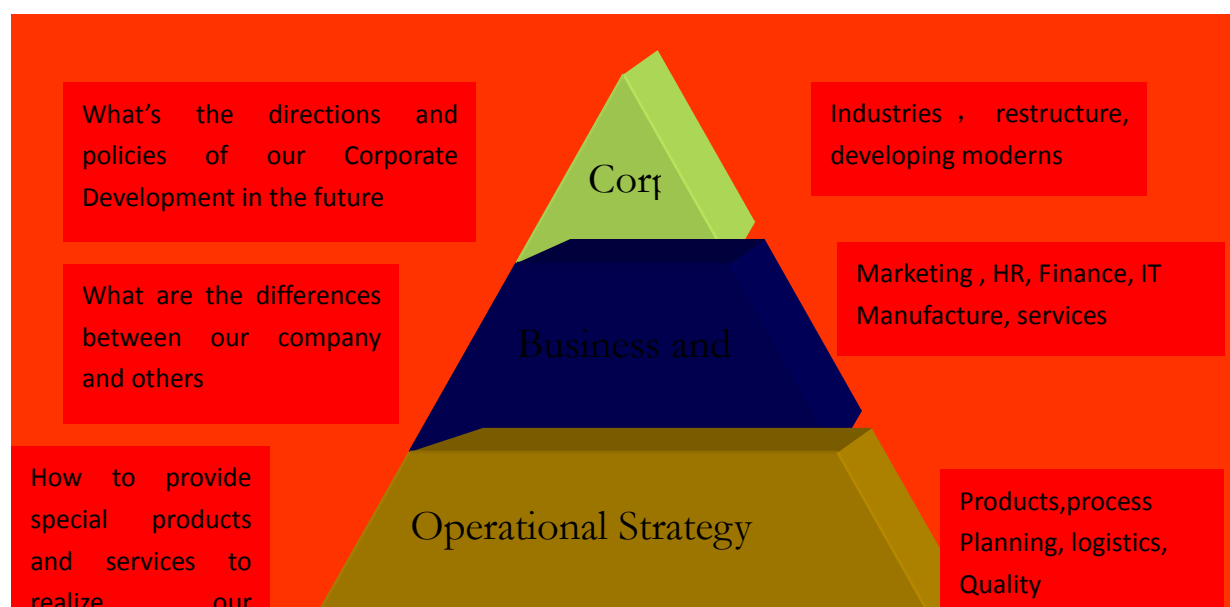 What's the directions and
policies of our Corporate
Development in the future
Industries ， restructure,
developing moderns
Corp
What are the differences
between our company
and others
Marketing , HR, Finance, IT
Manufacture, services
Business and
How to provide
special products
and services to
realize our
Operational Strategy
Products,process
Planning, logistics,
Quality